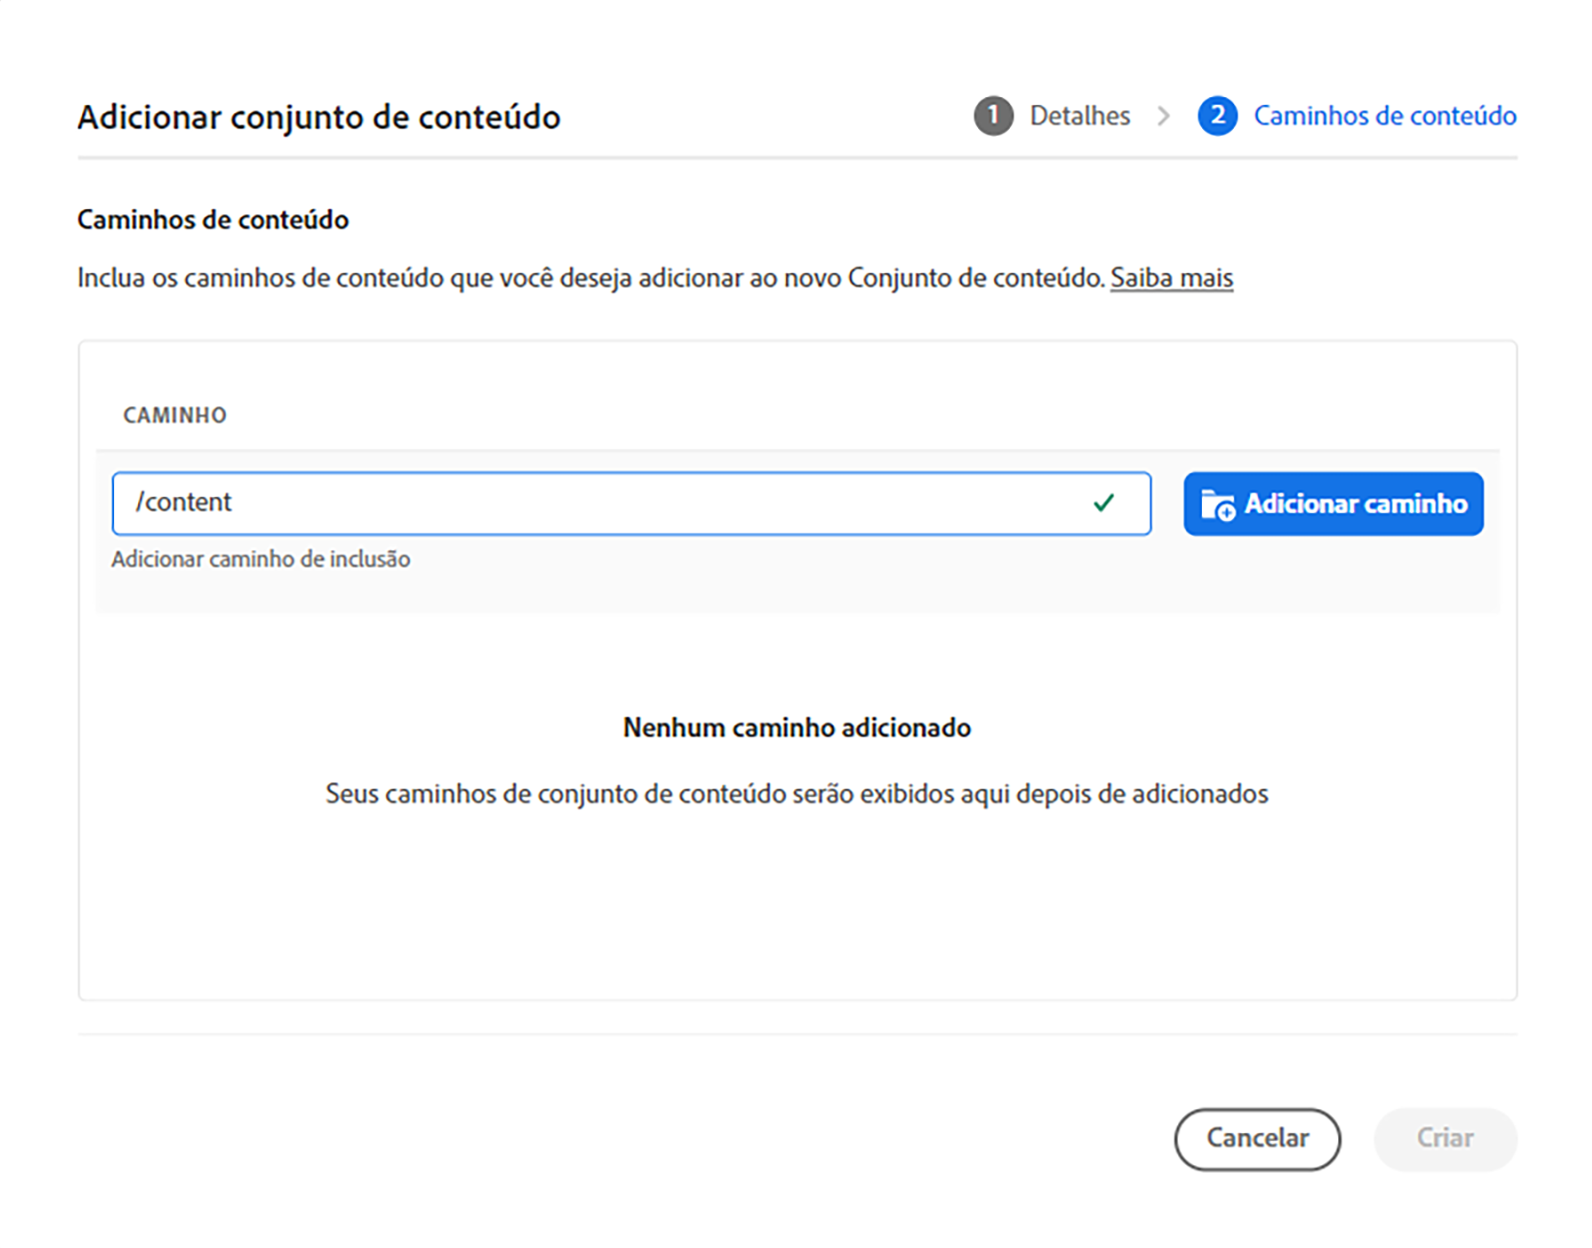 Adicionar conjunto de conteúdo
1 Detalhes > 2 Caminhos de conteúdo
Caminhos de conteúdo
Inclua os caminhos de conteúdo que você deseja adicionar ao novo Conjunto de conteúdo. Saiba mais
CAMINHO
/content
Adicionar caminho
Adicionar caminho de inclusão
Nenhum caminho adicionado
Seus caminhos de conjunto de conteúdo serão exibidos aqui depois de adicionados
Cancelar
Criar